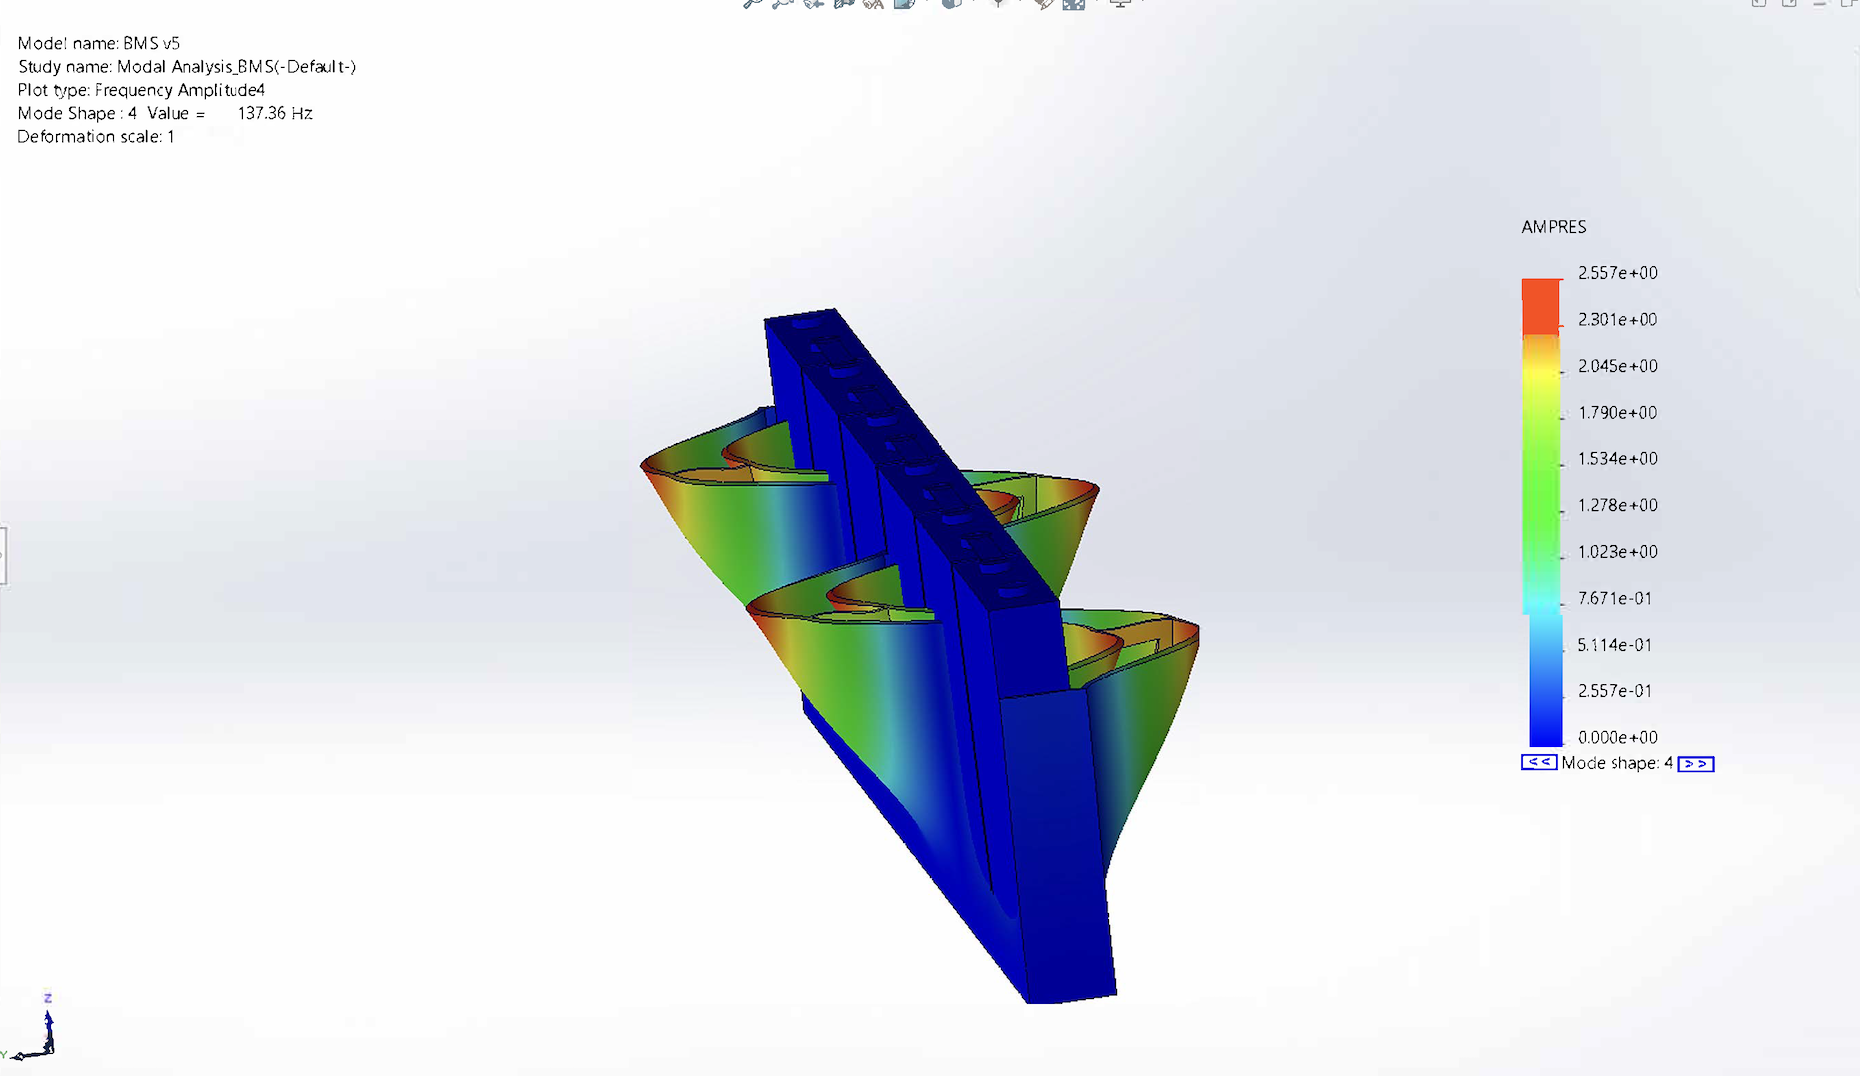 Model name: BMS v5
Study name: Modal Analysis_BMS(-Default-)
Plot type: Frequency Amplitude4
Mode Shape : 4 Value = 137.36 Hz
Deformation scale: 1
AMPRES
2.557e+00
2.301e+00
2.045e+00
1.790e+00
1.534e+00
1.278e+00
1.023e+00
7.671e-01
5.114e-01
2.557e-01
0.000e+00
<< Mode shape: 4 >>
Z
Y